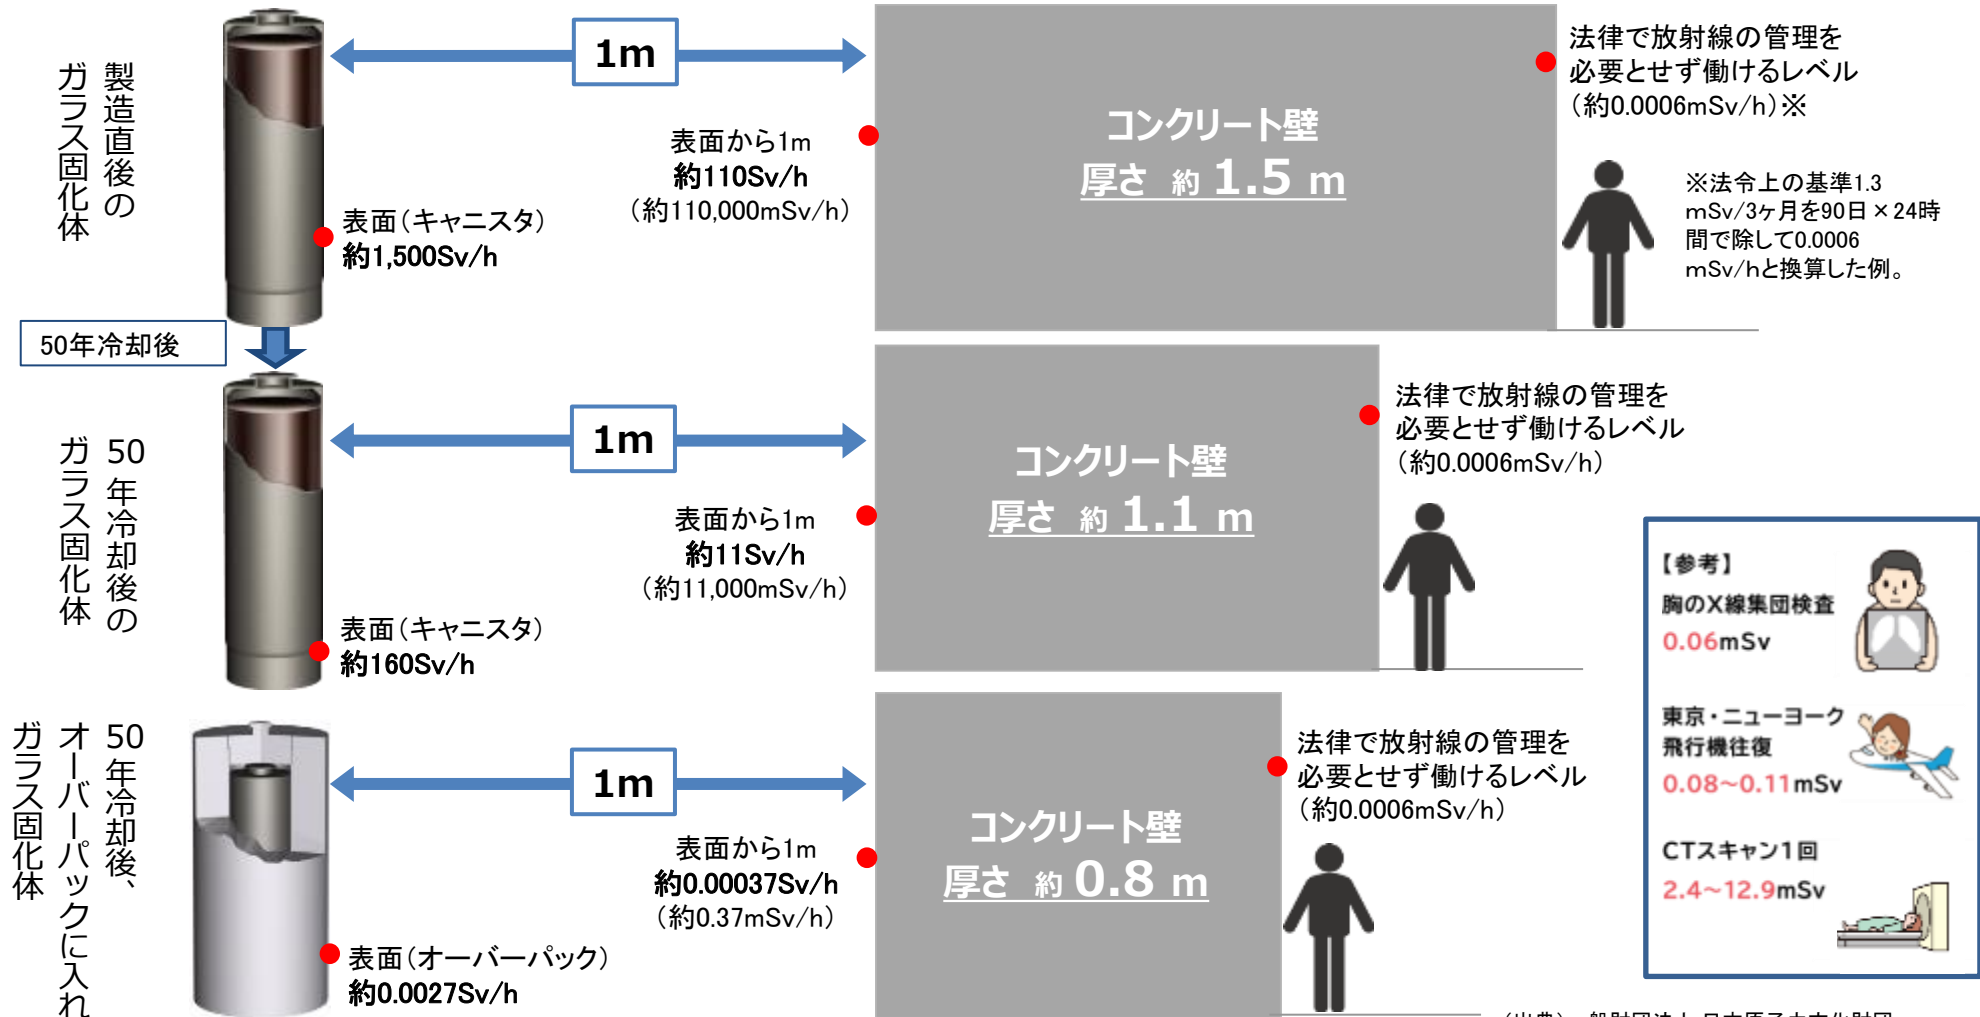 製造直後の
ガラス固化体
1m
表面（キャニスタ）
約1,500Sv/h
表面から1m
約110Sv/h
（約110,000mSv/h）
コンクリート壁
厚さ 約 1.5 m
法律で放射線の管理を
必要とせず働けるレベル
（約0.0006mSv/h）※
※法令上の基準1.3
mSv/3ヶ月を90日×24時
間で除して0.0006
mSv/hと換算した例。
50年冷却後
50年冷却後の
ガラス固化体
1m
表面（キャニスタ）
約160Sv/h
表面から1m
約11Sv/h
（約11,000mSv/h）
コンクリート壁
厚さ 約 1.1 m
法律で放射線の管理を
必要とせず働けるレベル
（約0.0006mSv/h）
50年冷却後、
オーバーパックに入れ
ガラス固化体
1m
表面（オーバーパック）
約0.0027Sv/h
表面から1m
約0.00037Sv/h
（約0.37mSv/h）
コンクリート壁
厚さ 約 0.8 m
法律で放射線の管理を
必要とせず働けるレベル
（約0.0006mSv/h）
【参考】
胸のX線集団検査
0.06mSv
東京・ニューヨーク
飛行機往復
0.08～0.11mSv
CTスキャン1回
2.4～12.9mSv